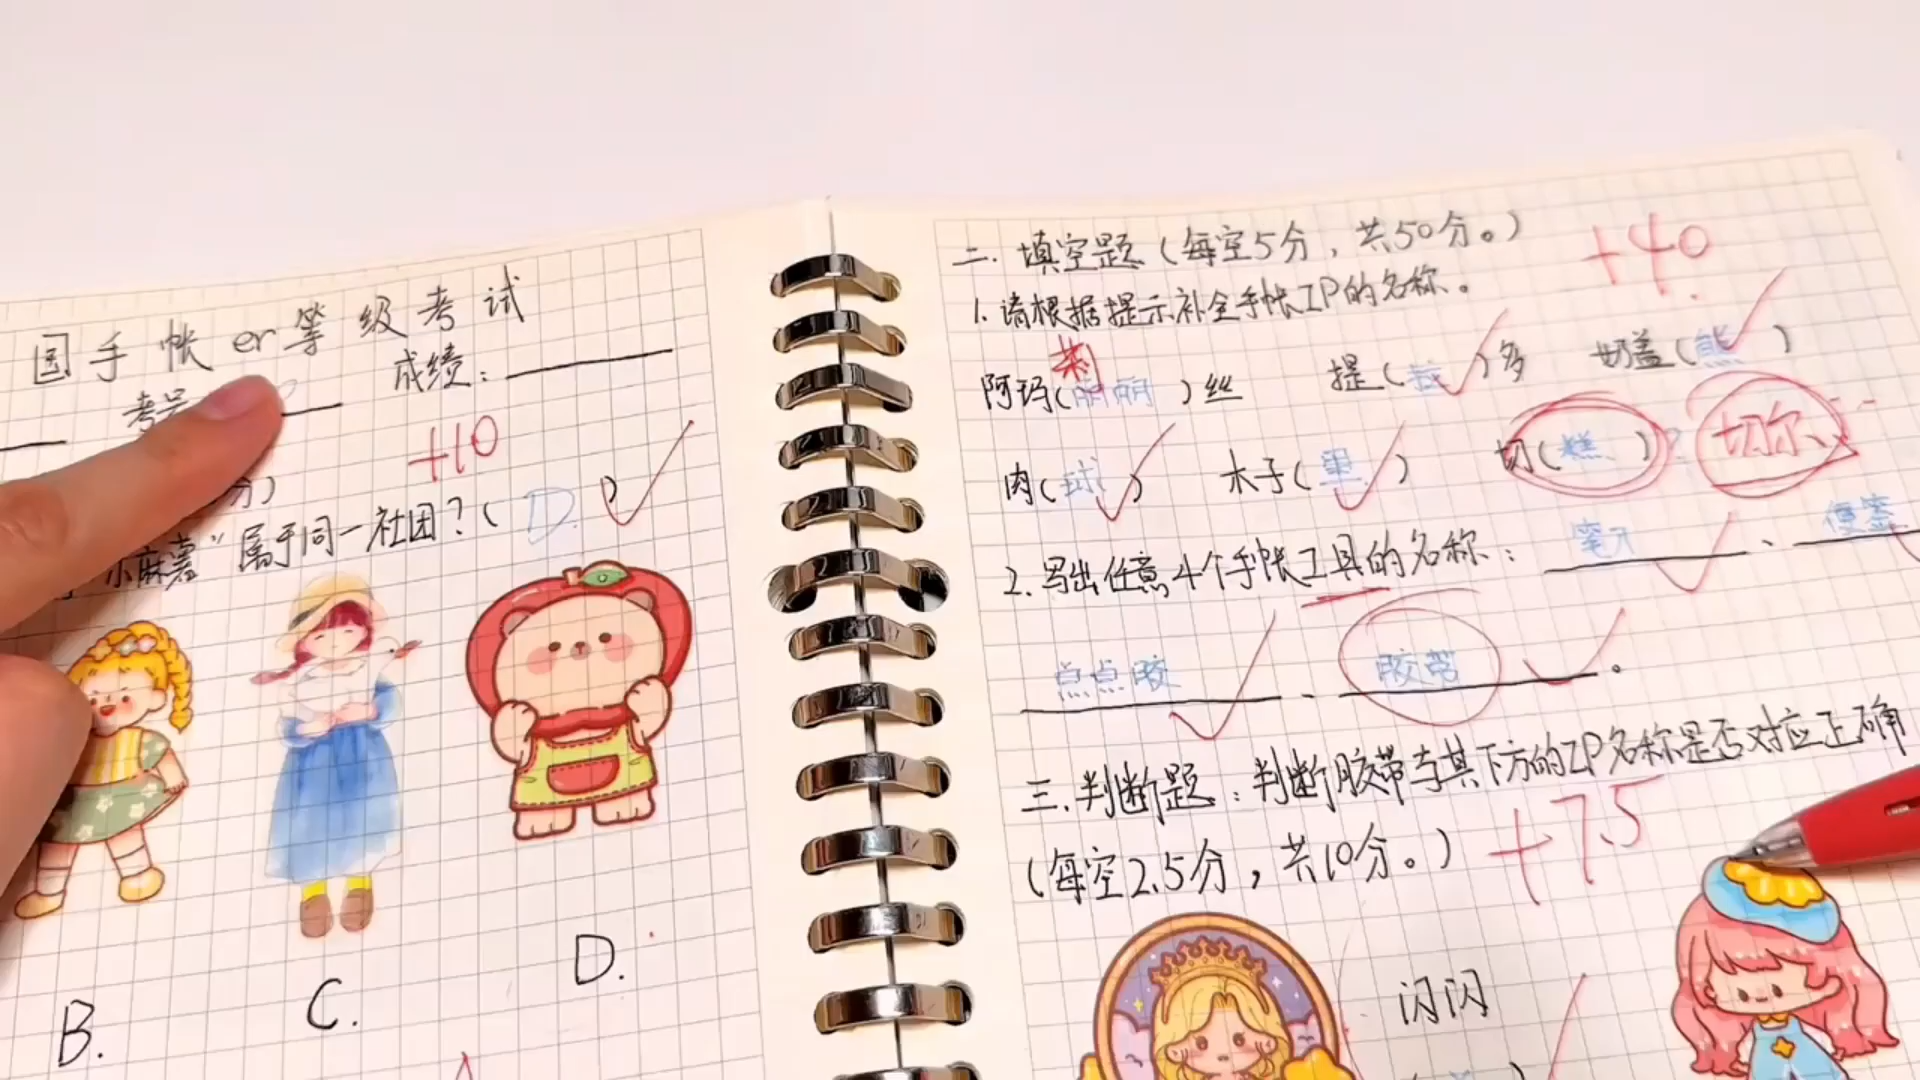 国手帐er等级考试
考号 成绩:
+10
分)
小麻薯”属于同一社团?( D. )
B.
C.
D.
二. 填空题(每空5分,共50分。)
+40
1. 请根据提示补全手帐IP的名称。
阿玛( )丝 提( )多 奶盖(熊)
肉(球) 木子(里) 切(糕)? 切尔、
2. 写出任意4个手帐工具的名称: 笔刀、便签
点点胶、胶带。
三. 判断题:判断胶带与其下方的IP名称是否对应正确
(每空2.5分,共10分。) +7.5
闪闪